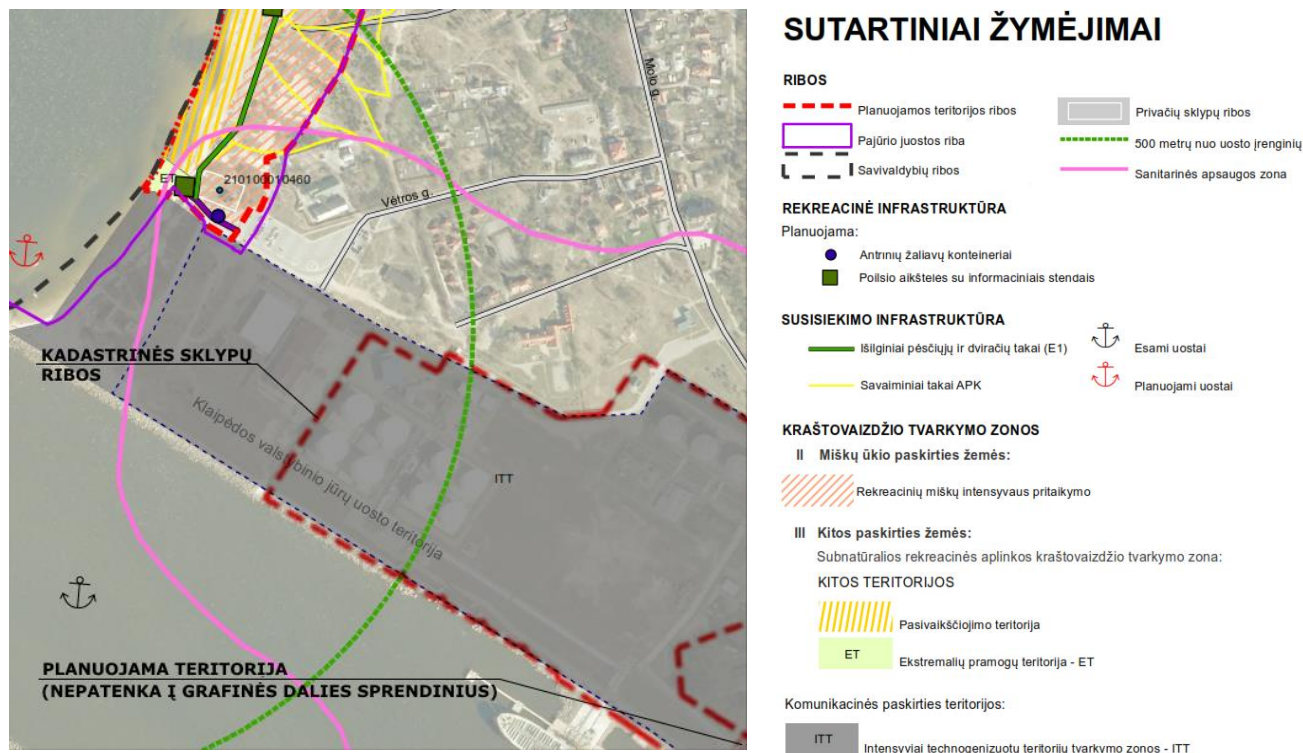 Molo g.
ET
210100010460
Vėtros g.
KADASTRINĖS SKLYPŲ
RIBOS
Klaipėdos valstybinio jūrų uosto teritorija
ITT
PLANUOJAMA TERITORIJA
(NEPATENKA Į GRAFINĖS DALIES SPRENDINIUS)
SUTARTINIAI ŽYMĖJIMAI
RIBOS
Planuojamos teritorijos ribos
Privačių sklypų ribos
Pajūrio juostos riba
500 metrų nuo uosto įrenginių
Savivaldybių ribos
Sanitarinės apsaugos zona
REKREACINĖ INFRASTRUKTŪRA
Planuojama:
Antrinių žaliavų konteineriai
Poilsio aikštelės su informaciniais stendais
SUSISIEKIMO INFRASTRUKTŪRA
Išilginiai pėsčiųjų ir dviračių takai (E1)
Esami uostai
Savaiminiai takai APK
Planuojami uostai
KRAŠTOVAIZDŽIO TVARKYMO ZONOS
II Miškų ūkio paskirties žemės:
Rekreacinių miškų intensyvaus pritaikymo
III Kitos paskirties žemės:
Subnatūralios rekreacinės aplinkos kraštovaizdžio tvarkymo zona:
KITOS TERITORIJOS
Pasivaikščiojimo teritorija
ET
Ekstremalių pramogų teritorija - ET
Komunikacinės paskirties teritorijos:
ITT
Intensyviai technogenizuotų teritorijų tvarkymo zonos - ITT